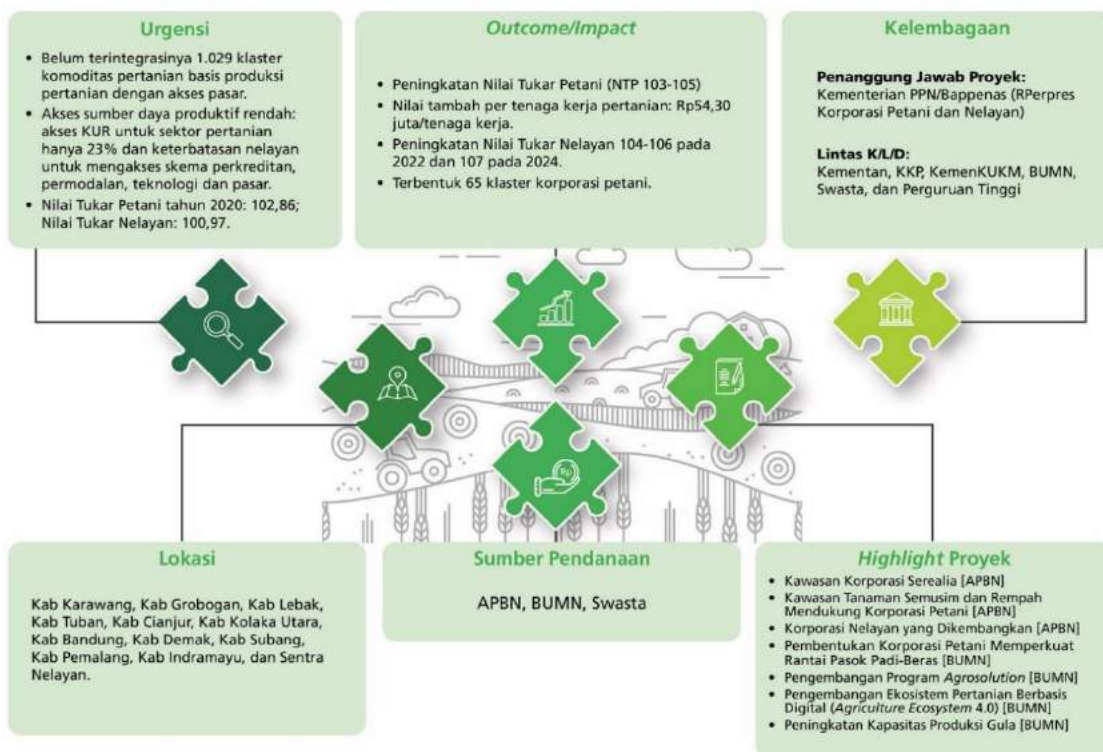 Urgensi
• Belum terintegrasinya 1.029 klaster
komoditas pertanian basis produksi
pertanian dengan akses pasar.
• Akses sumber daya produktif rendah:
akses KUR untuk sektor pertanian
hanya 23% dan keterbatasan nelayan
untuk mengakses skema perkreditan,
permodalan, teknologi dan pasar.
• Nilai Tukar Petani tahun 2020: 102,86;
Nilai Tukar Nelayan: 100,97.
Outcome/Impact
• Peningkatan Nilai Tukar Petani (NTP 103-105)
• Nilai tambah per tenaga kerja pertanian: Rp54,30
juta/tenaga kerja.
• Peningkatan Nilai Tukar Nelayan 104-106 pada
2022 dan 107 pada 2024.
• Terbentuk 65 klaster korporasi petani.
Kelembagaan
Penanggung Jawab Proyek:
Kementerian PPN/Bappenas (RPerpres
Korporasi Petani dan Nelayan)
Lintas K/L/D:
Kementan, KKP, KemenKUKM, BUMN,
Swasta, dan Perguruan Tinggi
Rp
Lokasi
Kab Karawang, Kab Grobogan, Kab Lebak,
Kab Tuban, Kab Cianjur, Kab Kolaka Utara,
Kab Bandung, Kab Demak, Kab Subang,
Kab Pemalang, Kab Indramayu, dan Sentra
Nelayan.
Sumber Pendanaan
APBN, BUMN, Swasta
Highlight Proyek
• Kawasan Korporasi Serealia [APBN]
• Kawasan Tanaman Semusim dan Rempah
Mendukung Korporasi Petani [APBN]
• Korporasi Nelayan yang Dikembangkan [APBN]
• Pembentukan Korporasi Petani Memperkuat
Rantai Pasok Padi-Beras [BUMN]
• Pengembangan Program Agrosolution [BUMN]
• Pengembangan Ekosistem Pertanian Berbasis
Digital (Agriculture Ecosystem 4.0) [BUMN]
• Peningkatan Kapasitas Produksi Gula [BUMN]